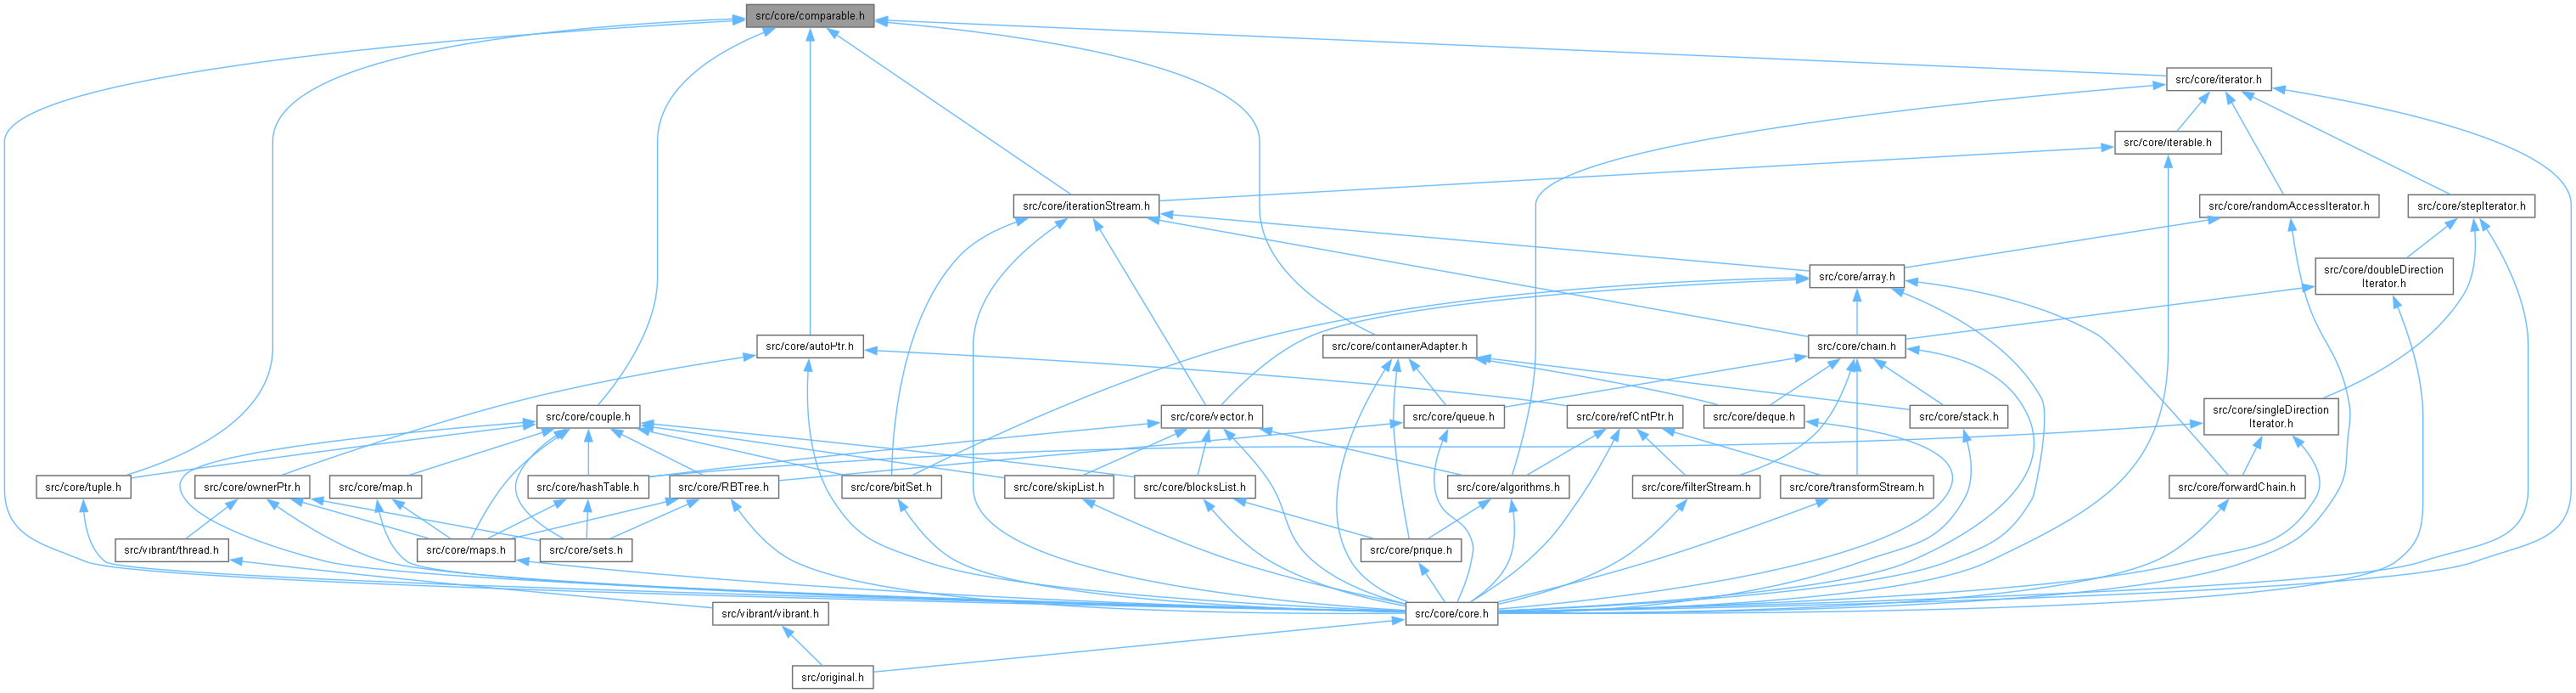 src/core/comparable.h
src/core/iterator.h
src/core/iterable.h
src/core/iterationStream.h
src/core/randomAccessIterator.h
src/core/stepIterator.h
src/core/array.h
src/core/doubleDirection
Iterator.h
src/core/autoPtr.h
src/core/containerAdapter.h
src/core/chain.h
src/core/couple.h
src/core/vector.h
src/core/queue.h
src/core/refCntPtr.h
src/core/deque.h
src/core/stack.h
src/core/singleDirection
Iterator.h
src/core/tuple.h
src/core/ownerPtr.h
src/core/map.h
src/core/hashTable.h
src/core/RBTree.h
src/core/bitSet.h
src/core/skipList.h
src/core/blocksList.h
src/core/algorithms.h
src/core/filterStream.h
src/core/transformStream.h
src/core/forwardChain.h
src/vibrant/thread.h
src/core/maps.h
src/core/sets.h
src/core/prique.h
src/vibrant/vibrant.h
src/core/core.h
src/original.h